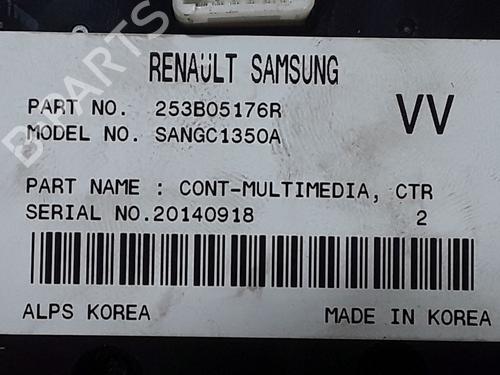 RENAULT SAMSUNG
PART NO. 253B05176R VV
MODEL NO. SANGC1350A
PART NAME : CONT-MULTIMEDIA, CTR
SERIAL NO.20140918 2
ALPS KOREA MADE IN KOREA
B-PARTS